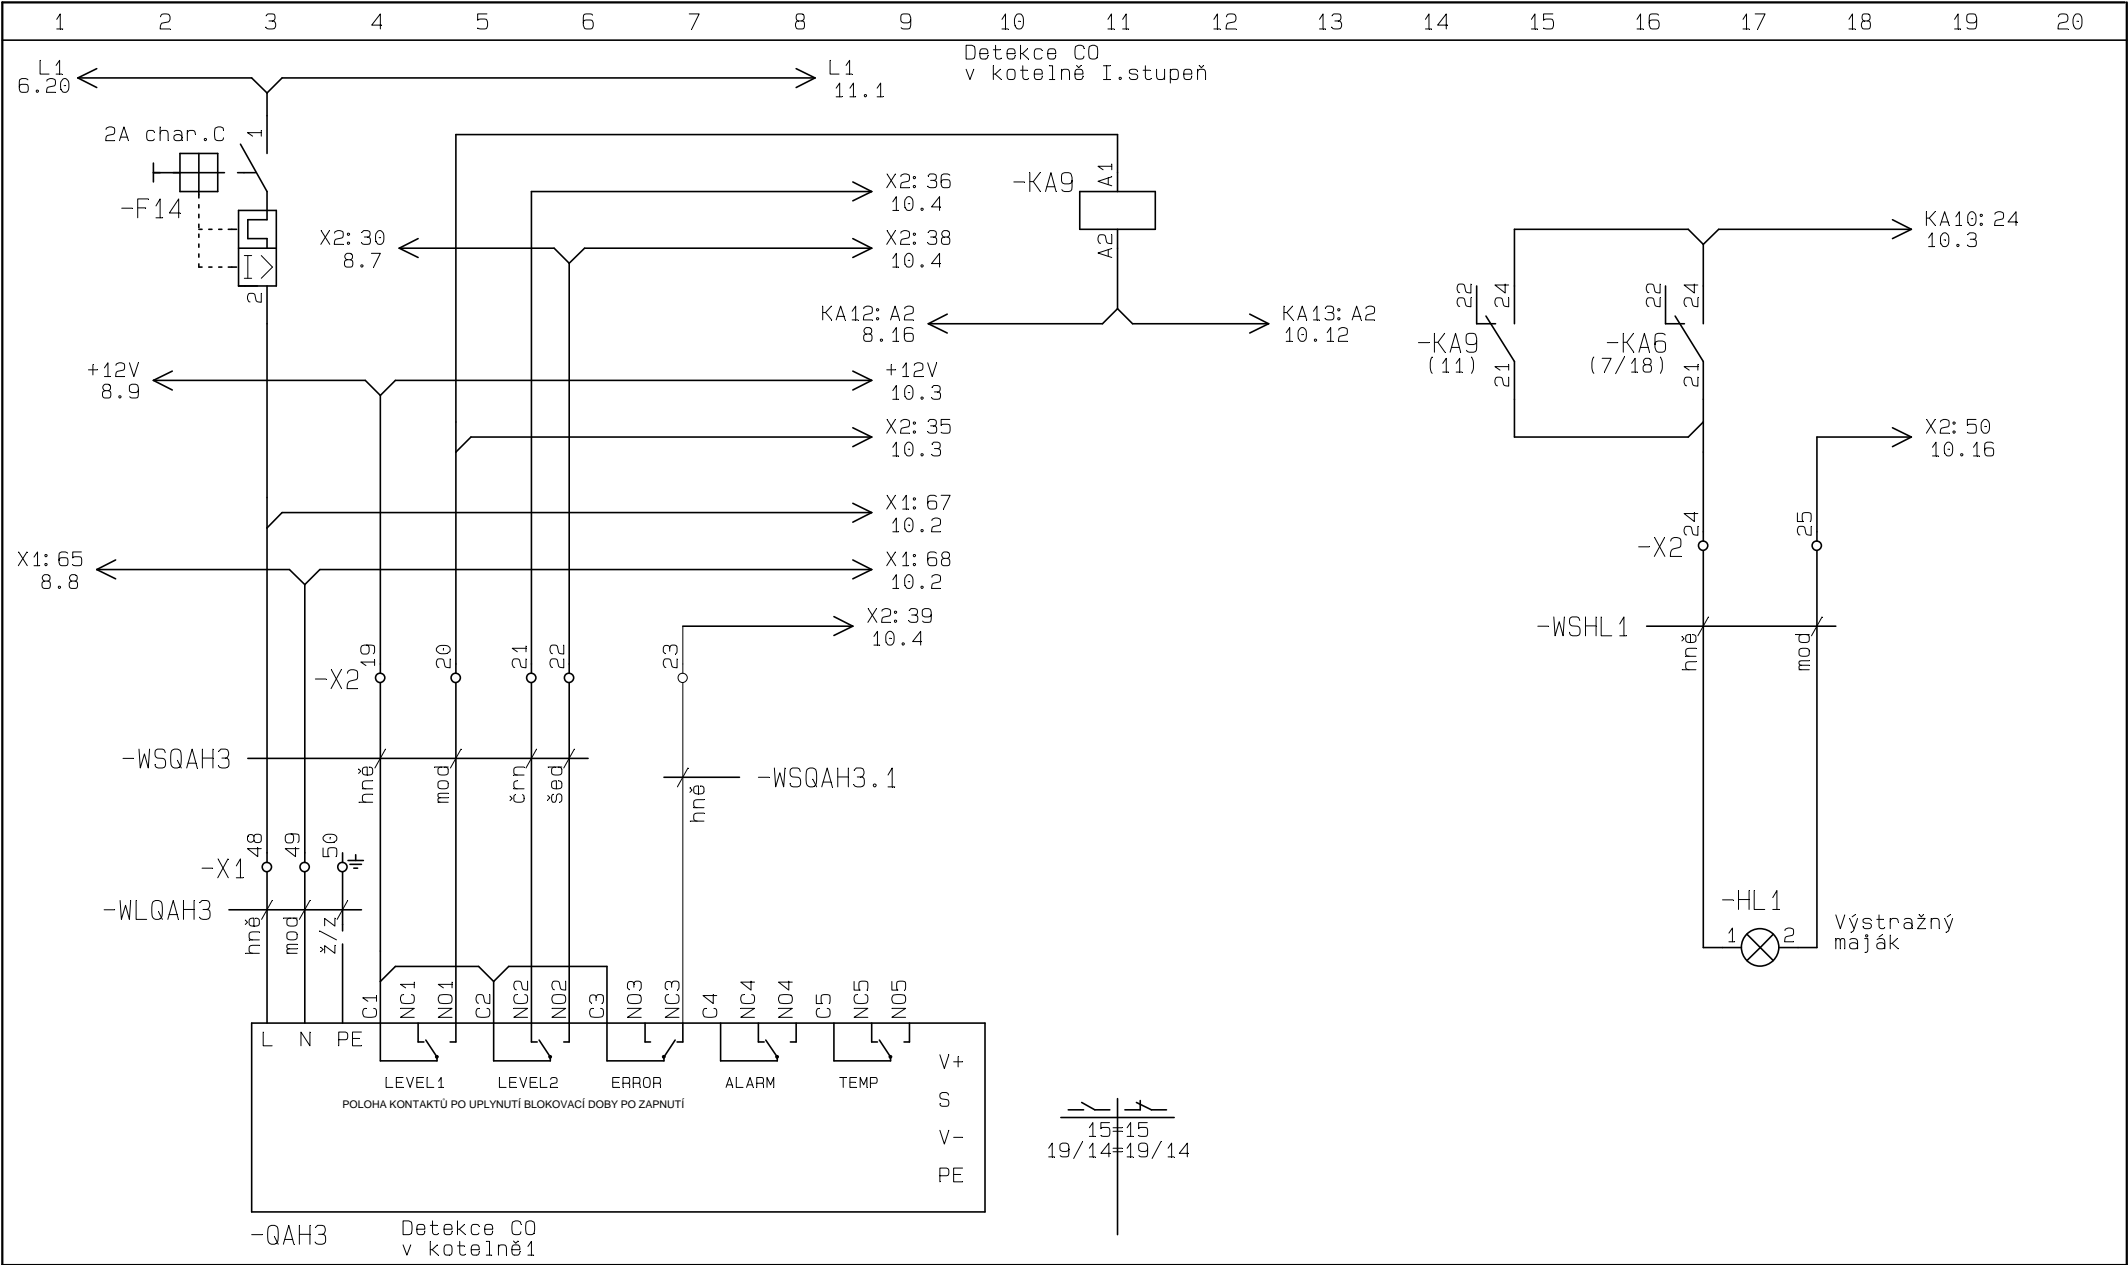 1 2 3 4 5 6 7 8 9 10 11 12 13 14 15 16 17 18 19 20
Detekce CO
v kotelně I.stupeň
L1
6.20
L1
11.1
2A char.C
1
-F14
I>
2
X2:36
10.4
X2:30
8.7
X2:38
10.4
-KA9
A1
A2
KA12:A2
8.16
KA13:A2
10.12
KA10:24
10.3
22
24
-KA9
(11)
21
22
24
-KA6
(7/18)
21
+12V
8.9
+12V
10.3
X2:35
10.3
X2:50
10.16
X1:67
10.2
X1:65
8.8
X1:68
10.2
X2:39
10.4
-X2
24
25
-WSHL1
hně
mod
-X2
19
20
21
22
23
-WSQAH3
hně
mod
črn
šed
-WSQAH3.1
hně
-X1
48
49
50
-WLQAH3
hně
mod
ž/z
-HL1
1
2
Výstražný
maják
C1
NC1
NO1
C2
NC2
NO2
C3
NO3
NC3
C4
NC4
NO4
C5
NC5
NO5
L N PE
LEVEL1 LEVEL2 ERROR ALARM TEMP
POLOHA KONTAKTŮ PO UPLYNUTÍ BLOKOVACÍ DOBY PO ZAPNUTÍ
V+
S
V-
PE
15=15
19/14=19/14
-QAH3
Detekce CO
v kotelně1